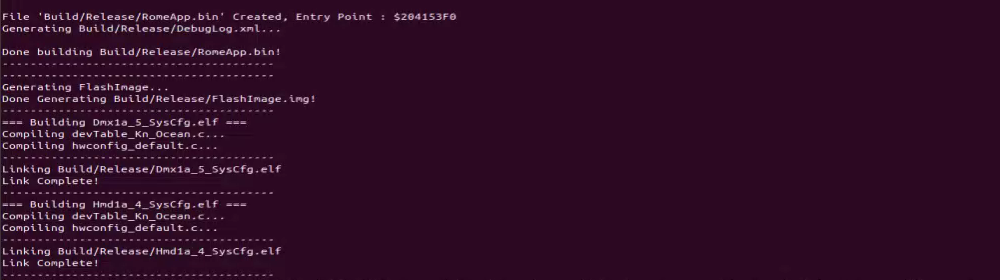 File 'Build/Release/RomeApp.bin' Created, Entry Point : $204153F0
Generating Build/Release/DebugLog.xml...
Done building Build/Release/RomeApp.bin!
---------------------------------------
---------------------------------------
Generating FlashImage...
Done Generating Build/Release/FlashImage.img!
---------------------------------------
=== Building Dmx1a_5_SysCfg.elf ===
Compiling devTable_Kn_Ocean.c...
Compiling hwconfig_default.c...
---------------------------------------
Linking Build/Release/Dmx1a_5_SysCfg.elf
Link Complete!
---------------------------------------
=== Building Hmd1a_4_SysCfg.elf ===
Compiling devTable_Kn_Ocean.c...
Compiling hwconfig_default.c...
---------------------------------------
Linking Build/Release/Hmd1a_4_SysCfg.elf
Link Complete!
---------------------------------------